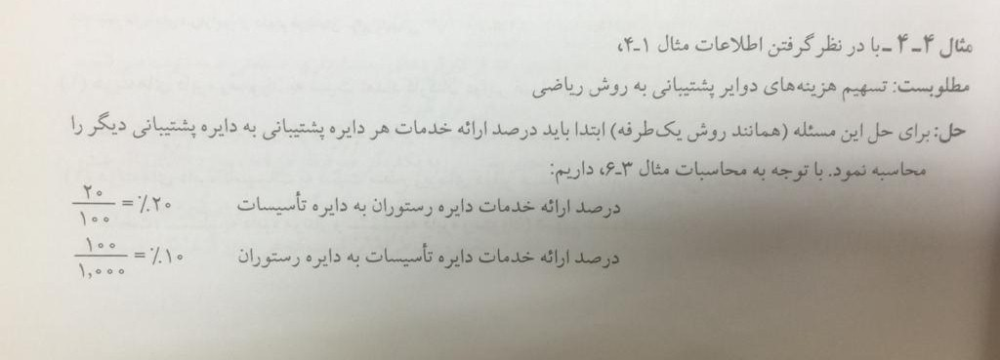 مثال ۴ـ۴ـ با در نظر گرفتن اطلاعات مثال ۱ـ۴،
مطلوبست: تسهیم هزینه‌های دوایر پشتیبانی به روش ریاضی
حل: برای حل این مسئله (همانند روش یک‌طرفه) ابتدا باید درصد ارائه خدمات هر دایره پشتیبانی به دایره پشتیبانی دیگر را
محاسبه نمود. با توجه به محاسبات مثال ۳ـ۶، داریم:
درصد ارائه خدمات دایره رستوران به دایره تأسیسات ۲۰/۱۰۰ = ٪۲۰
درصد ارائه خدمات دایره تأسیسات به دایره رستوران ۱۰۰/۱,۰۰۰ = ٪۱۰